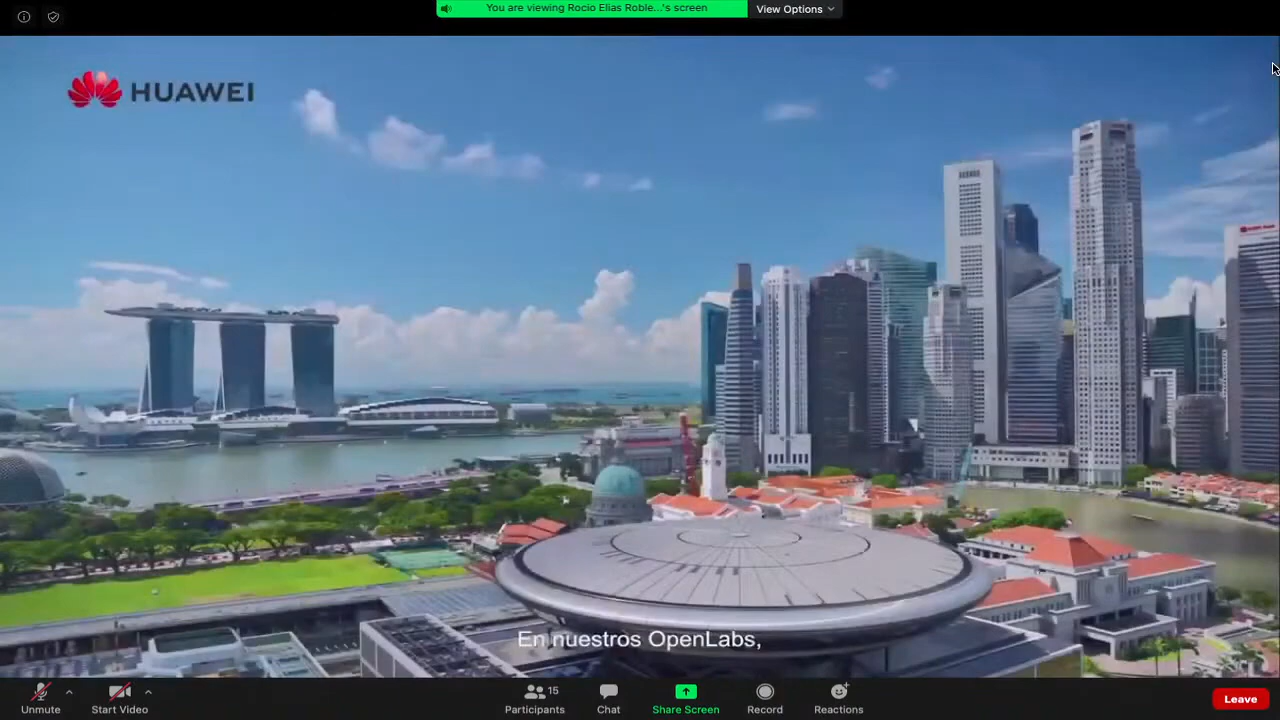 You are viewing Rocio Elias Roble...'s screen
View Options
HUAWEI
En nuestros OpenLabs,
Unmute
Start Video
15
Participants
Chat
Share Screen
Record
Reactions
Leave